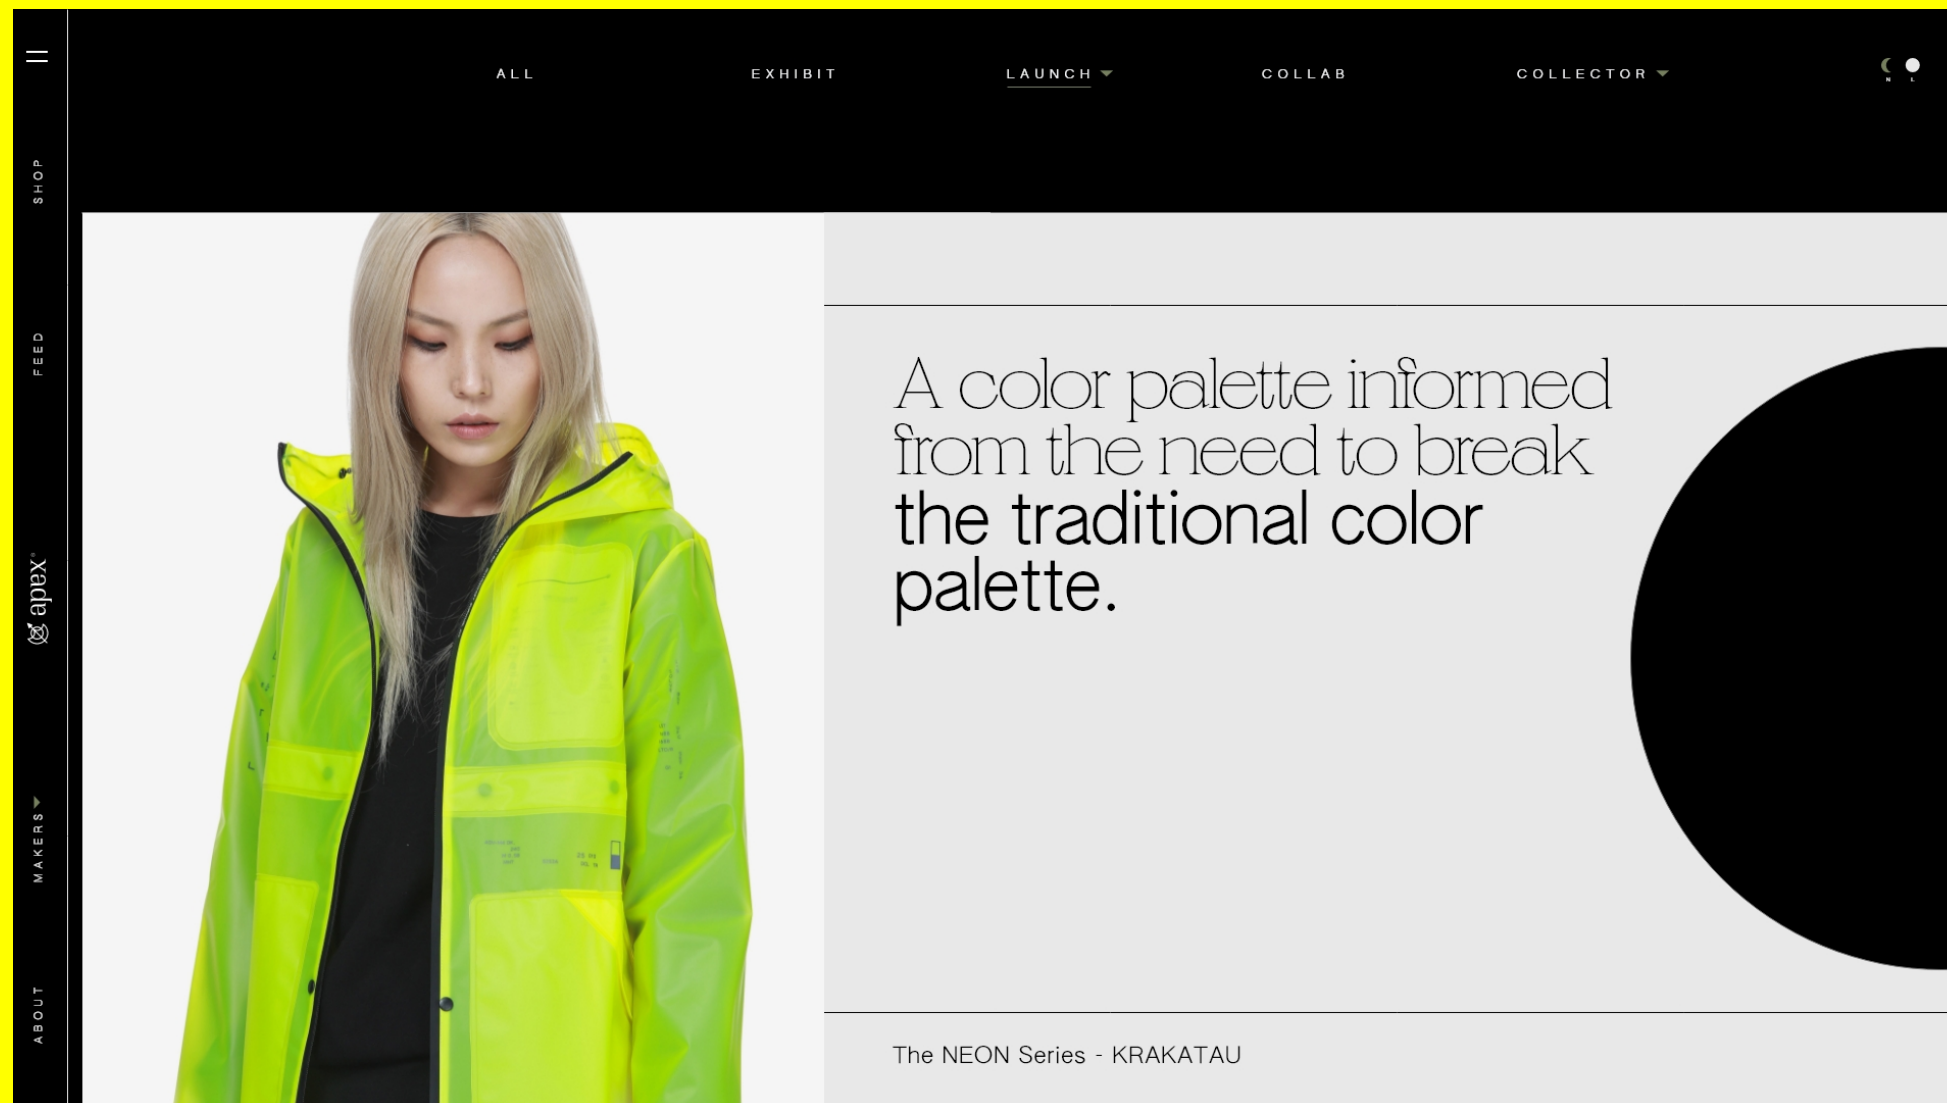 ALL
EXHIBIT
LAUNCH
COLLAB
COLLECTOR
N
L
SHOP
FEED
apax
MAKERS
ABOUT
A color palette informed
from the need to break
the traditional color
palette.
The NEON Series - KRAKATAU